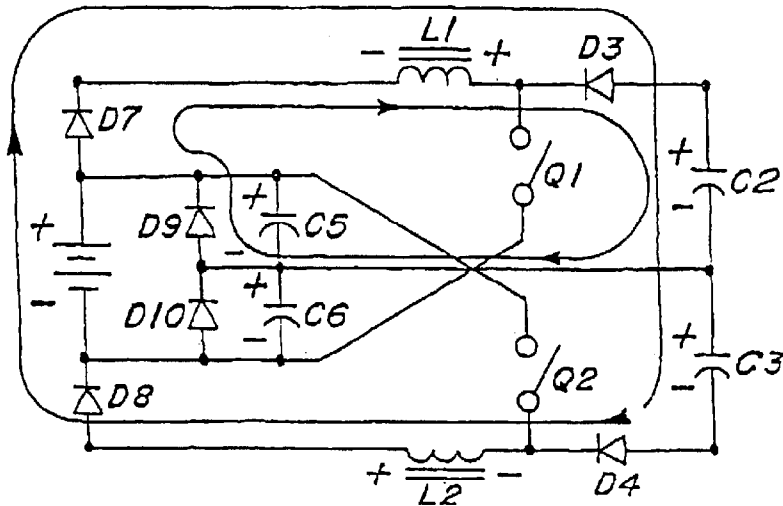 L1
- +
D3
D7
+
C2
-
Q1
+
D9
C5
-
+
-
+
D10
C6
-
+
C3
-
Q2
D8
+ -
L2
D4